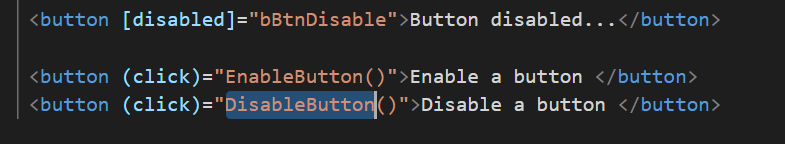 <button [disabled]="bBtnDisable">Button disabled...</button>
<button (click)="EnableButton()">Enable a button </button>
<button (click)="DisableButton()">Disable a button </button>